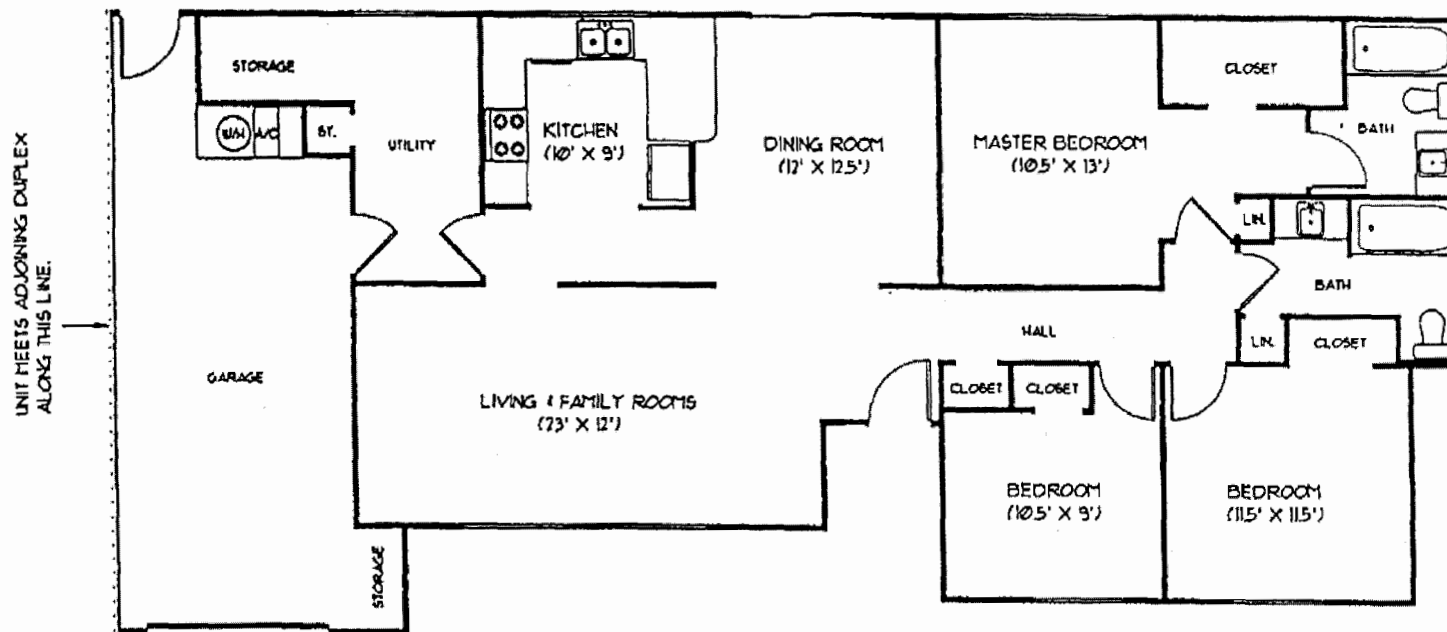 UNIT MEETS ADJOINING DUPLEX
ALONG THIS LINE.
STORAGE
W/H
A/C
ST.
UTILITY
KITCHEN
(10' X 9')
DINING ROOM
(12' X 12.5')
MASTER BEDROOM
(10.5' X 13')
CLOSET
BATH
LIN.
BATH
HALL
LIN.
CLOSET
GARAGE
LIVING & FAMILY ROOMS
(23' X 12')
CLOSET
CLOSET
BEDROOM
(10.5' X 9')
BEDROOM
(11.5' X 11.5')
STORAGE